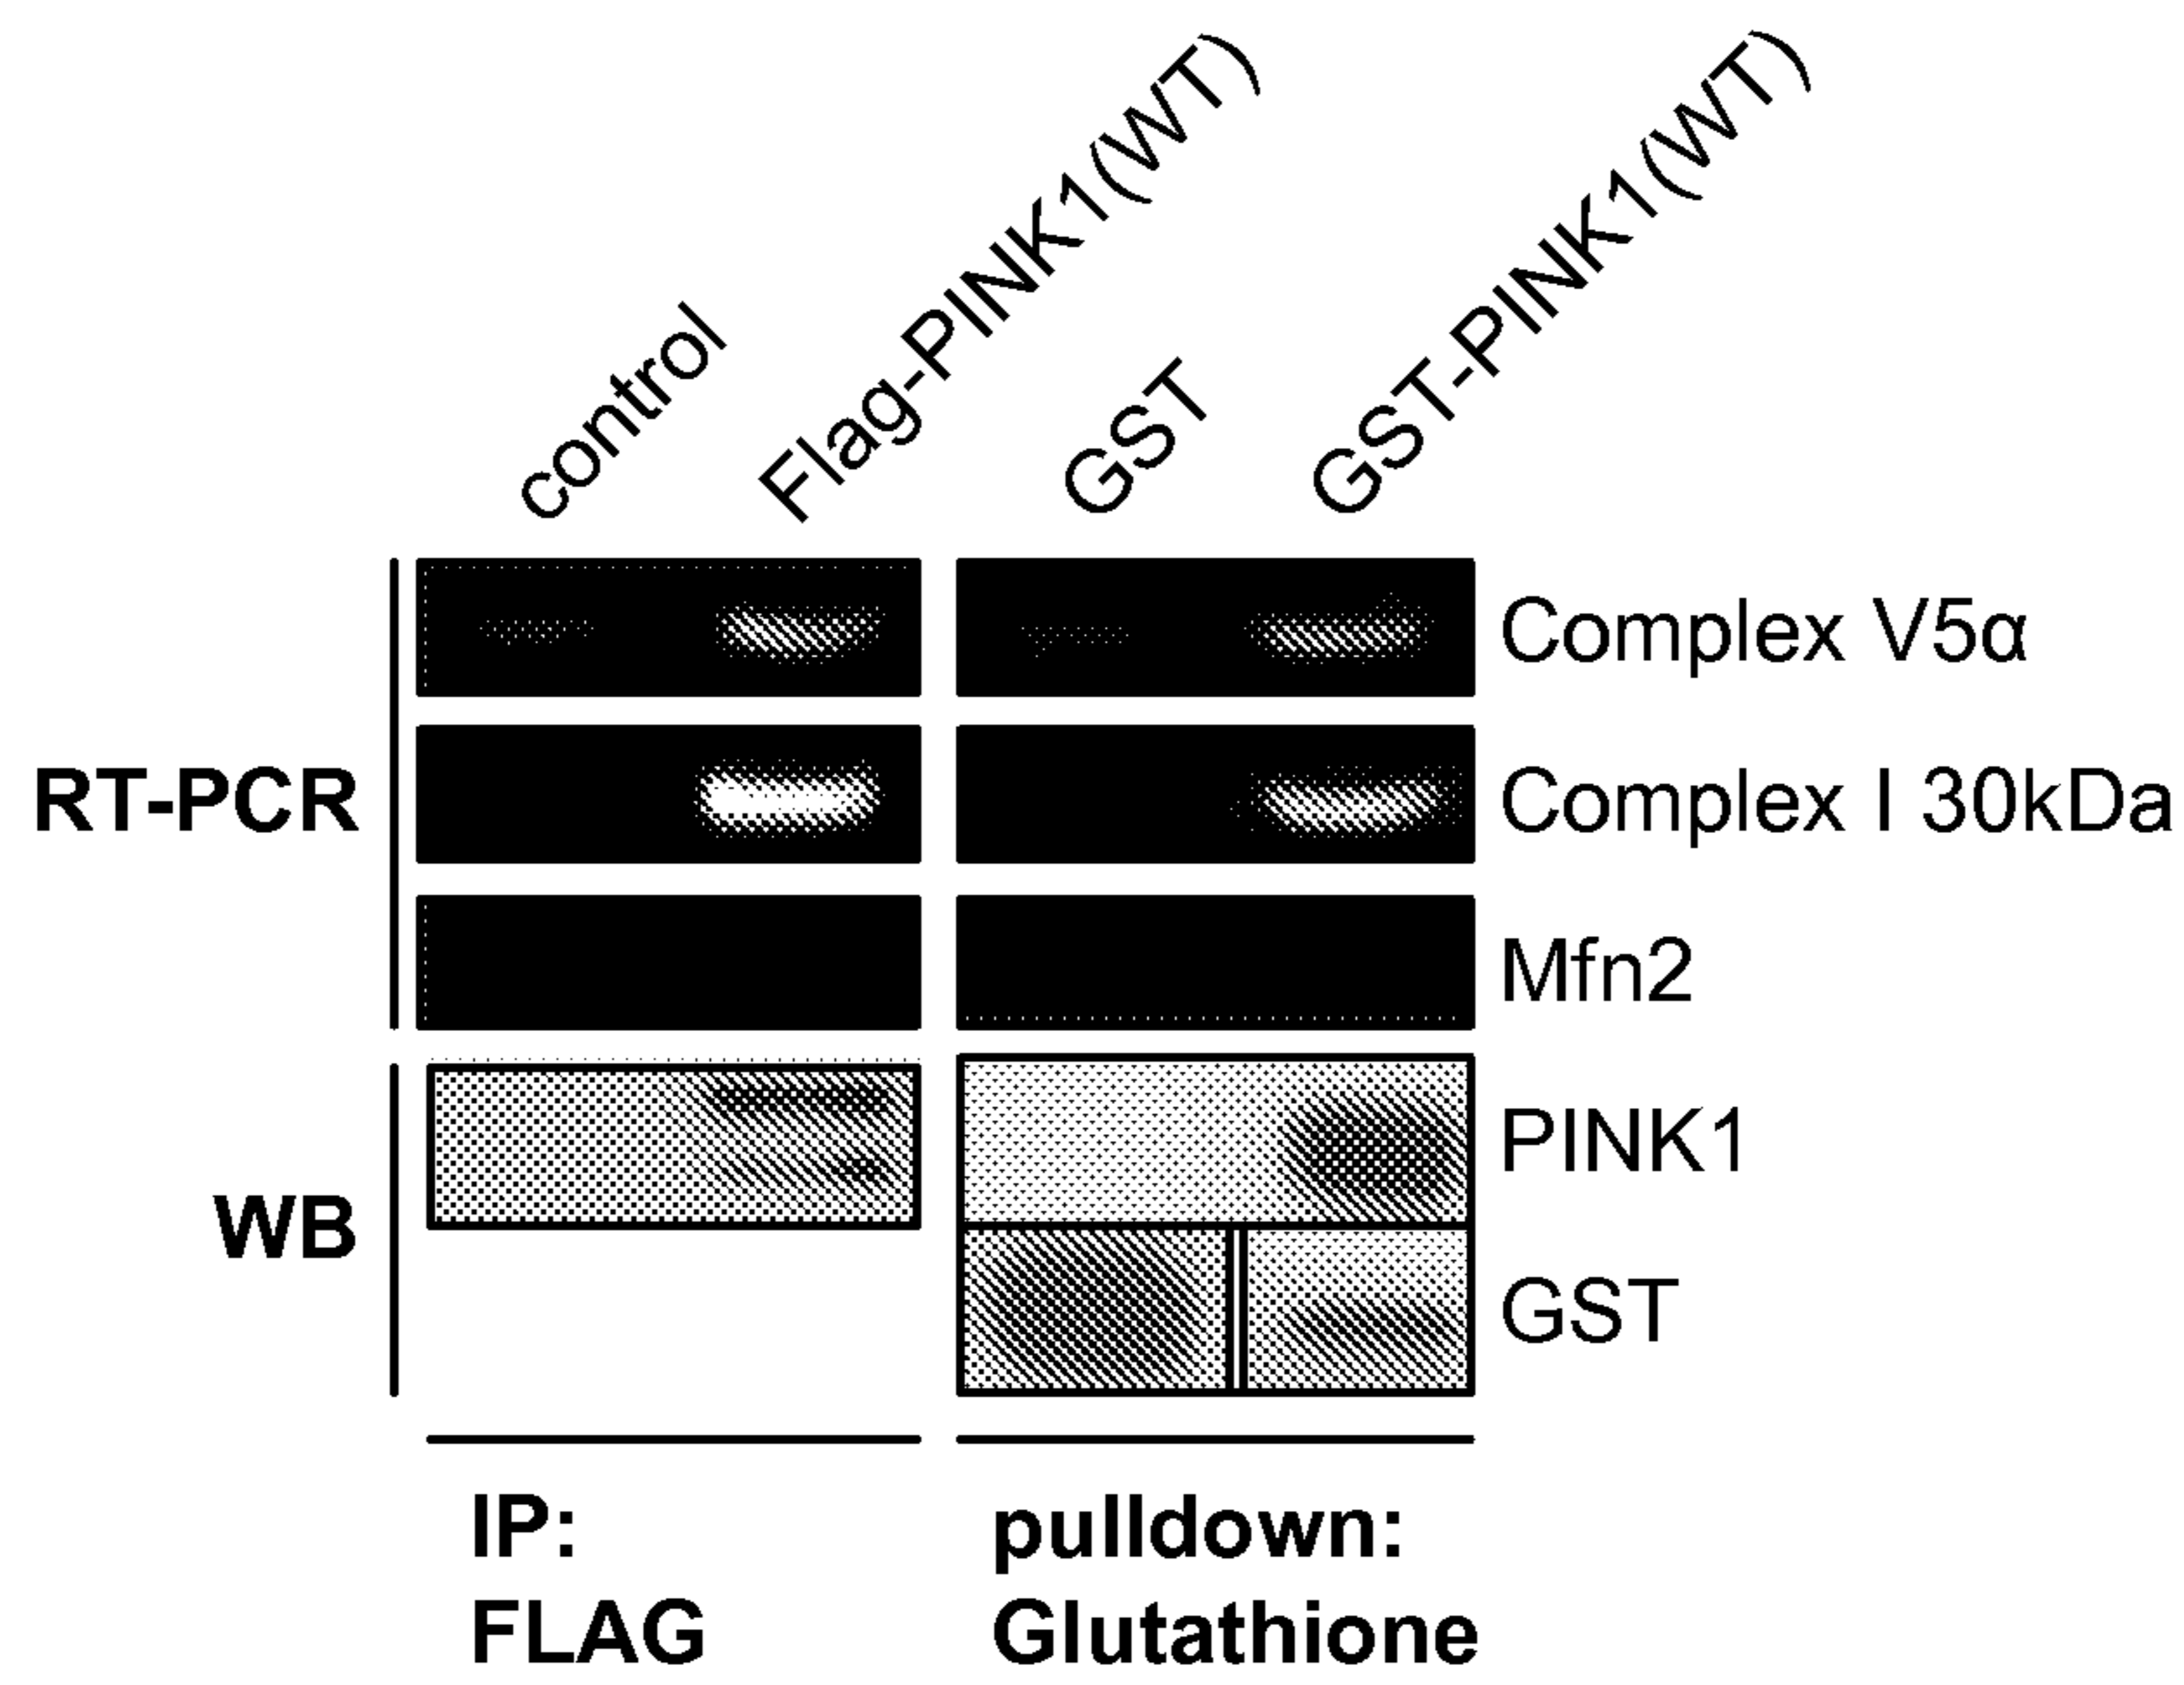 control
Flag-PINK1(WT)
GST
GST-PINK1(WT)
RT-PCR
Complex V5α
Complex I 30kDa
Mfn2
WB
PINK1
GST
IP:
FLAG
pulldown:
Glutathione